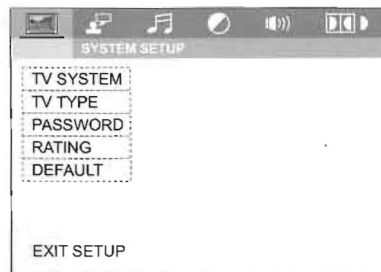 SYSTEM SETUP
TV SYSTEM
TV TYPE
PASSWORD
RATING
DEFAULT
EXIT SETUP